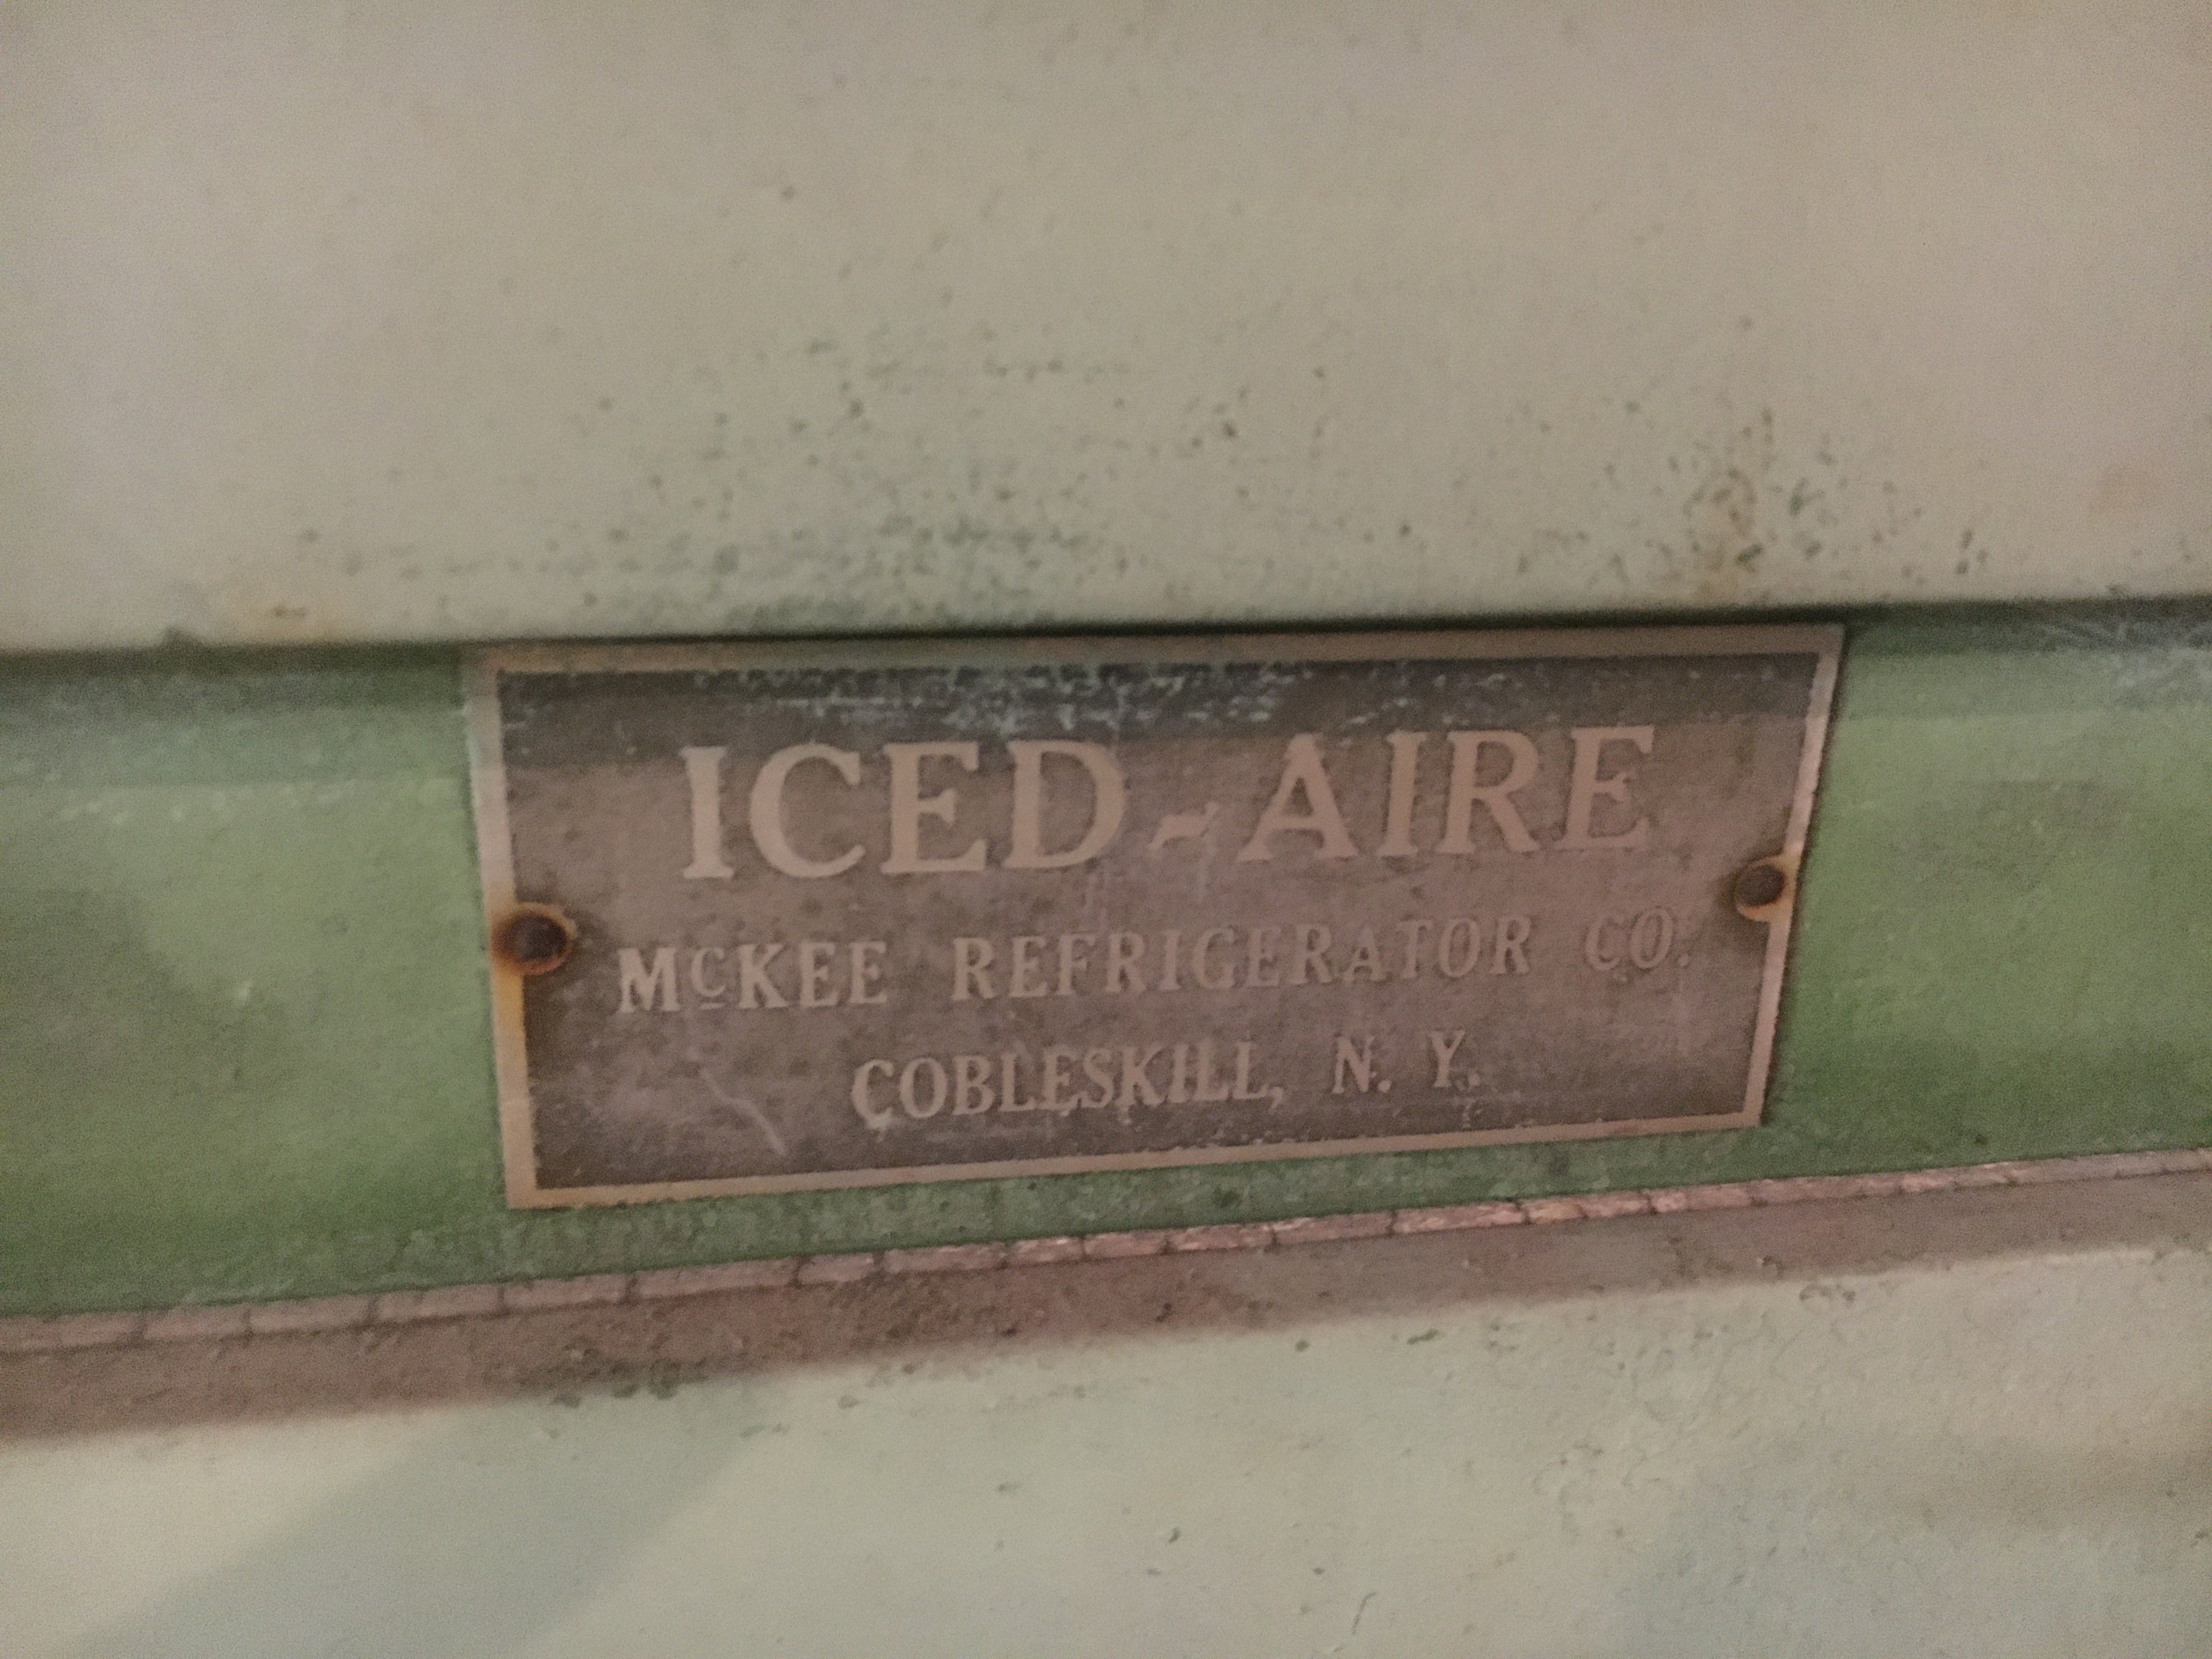 ICED-AIRE
McKEE REFRIGERATOR CO.
COBLESKILL, N. Y.